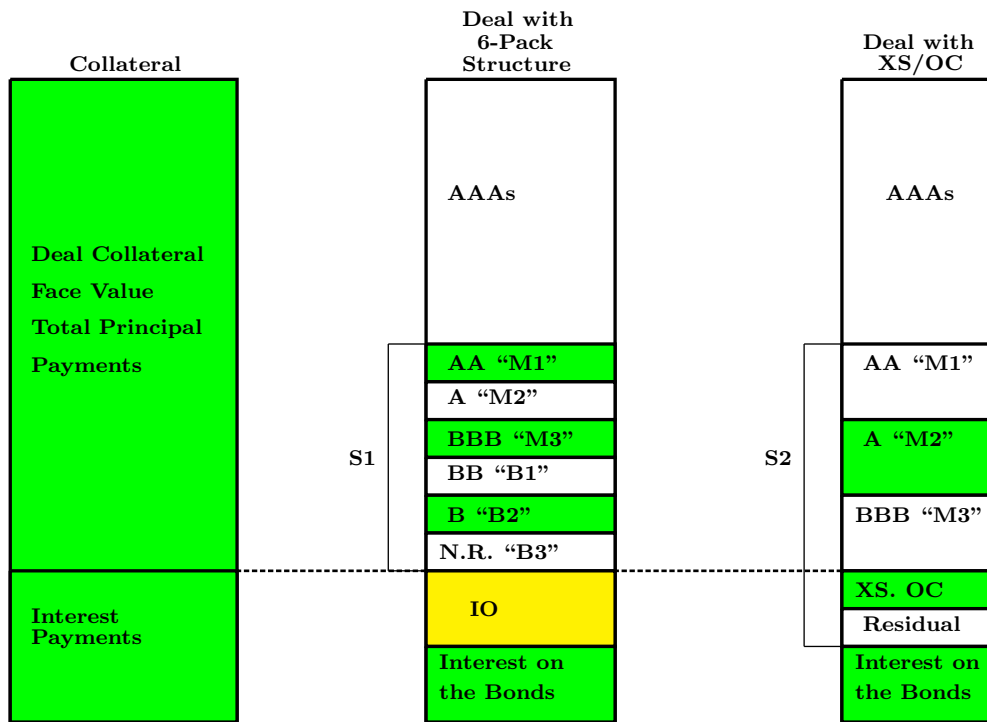 Collateral
Deal Collateral
Face Value
Total Principal
Payments
Interest
Payments
Deal with
6-Pack
Structure
AAAs
S1
AA “M1”
A “M2”
BBB “M3”
BB “B1”
B “B2”
N.R. “B3”
IO
Interest on
the Bonds
Deal with
XS/OC
AAAs
S2
AA “M1”
A “M2”
BBB “M3”
XS. OC
Residual
Interest on
the Bonds